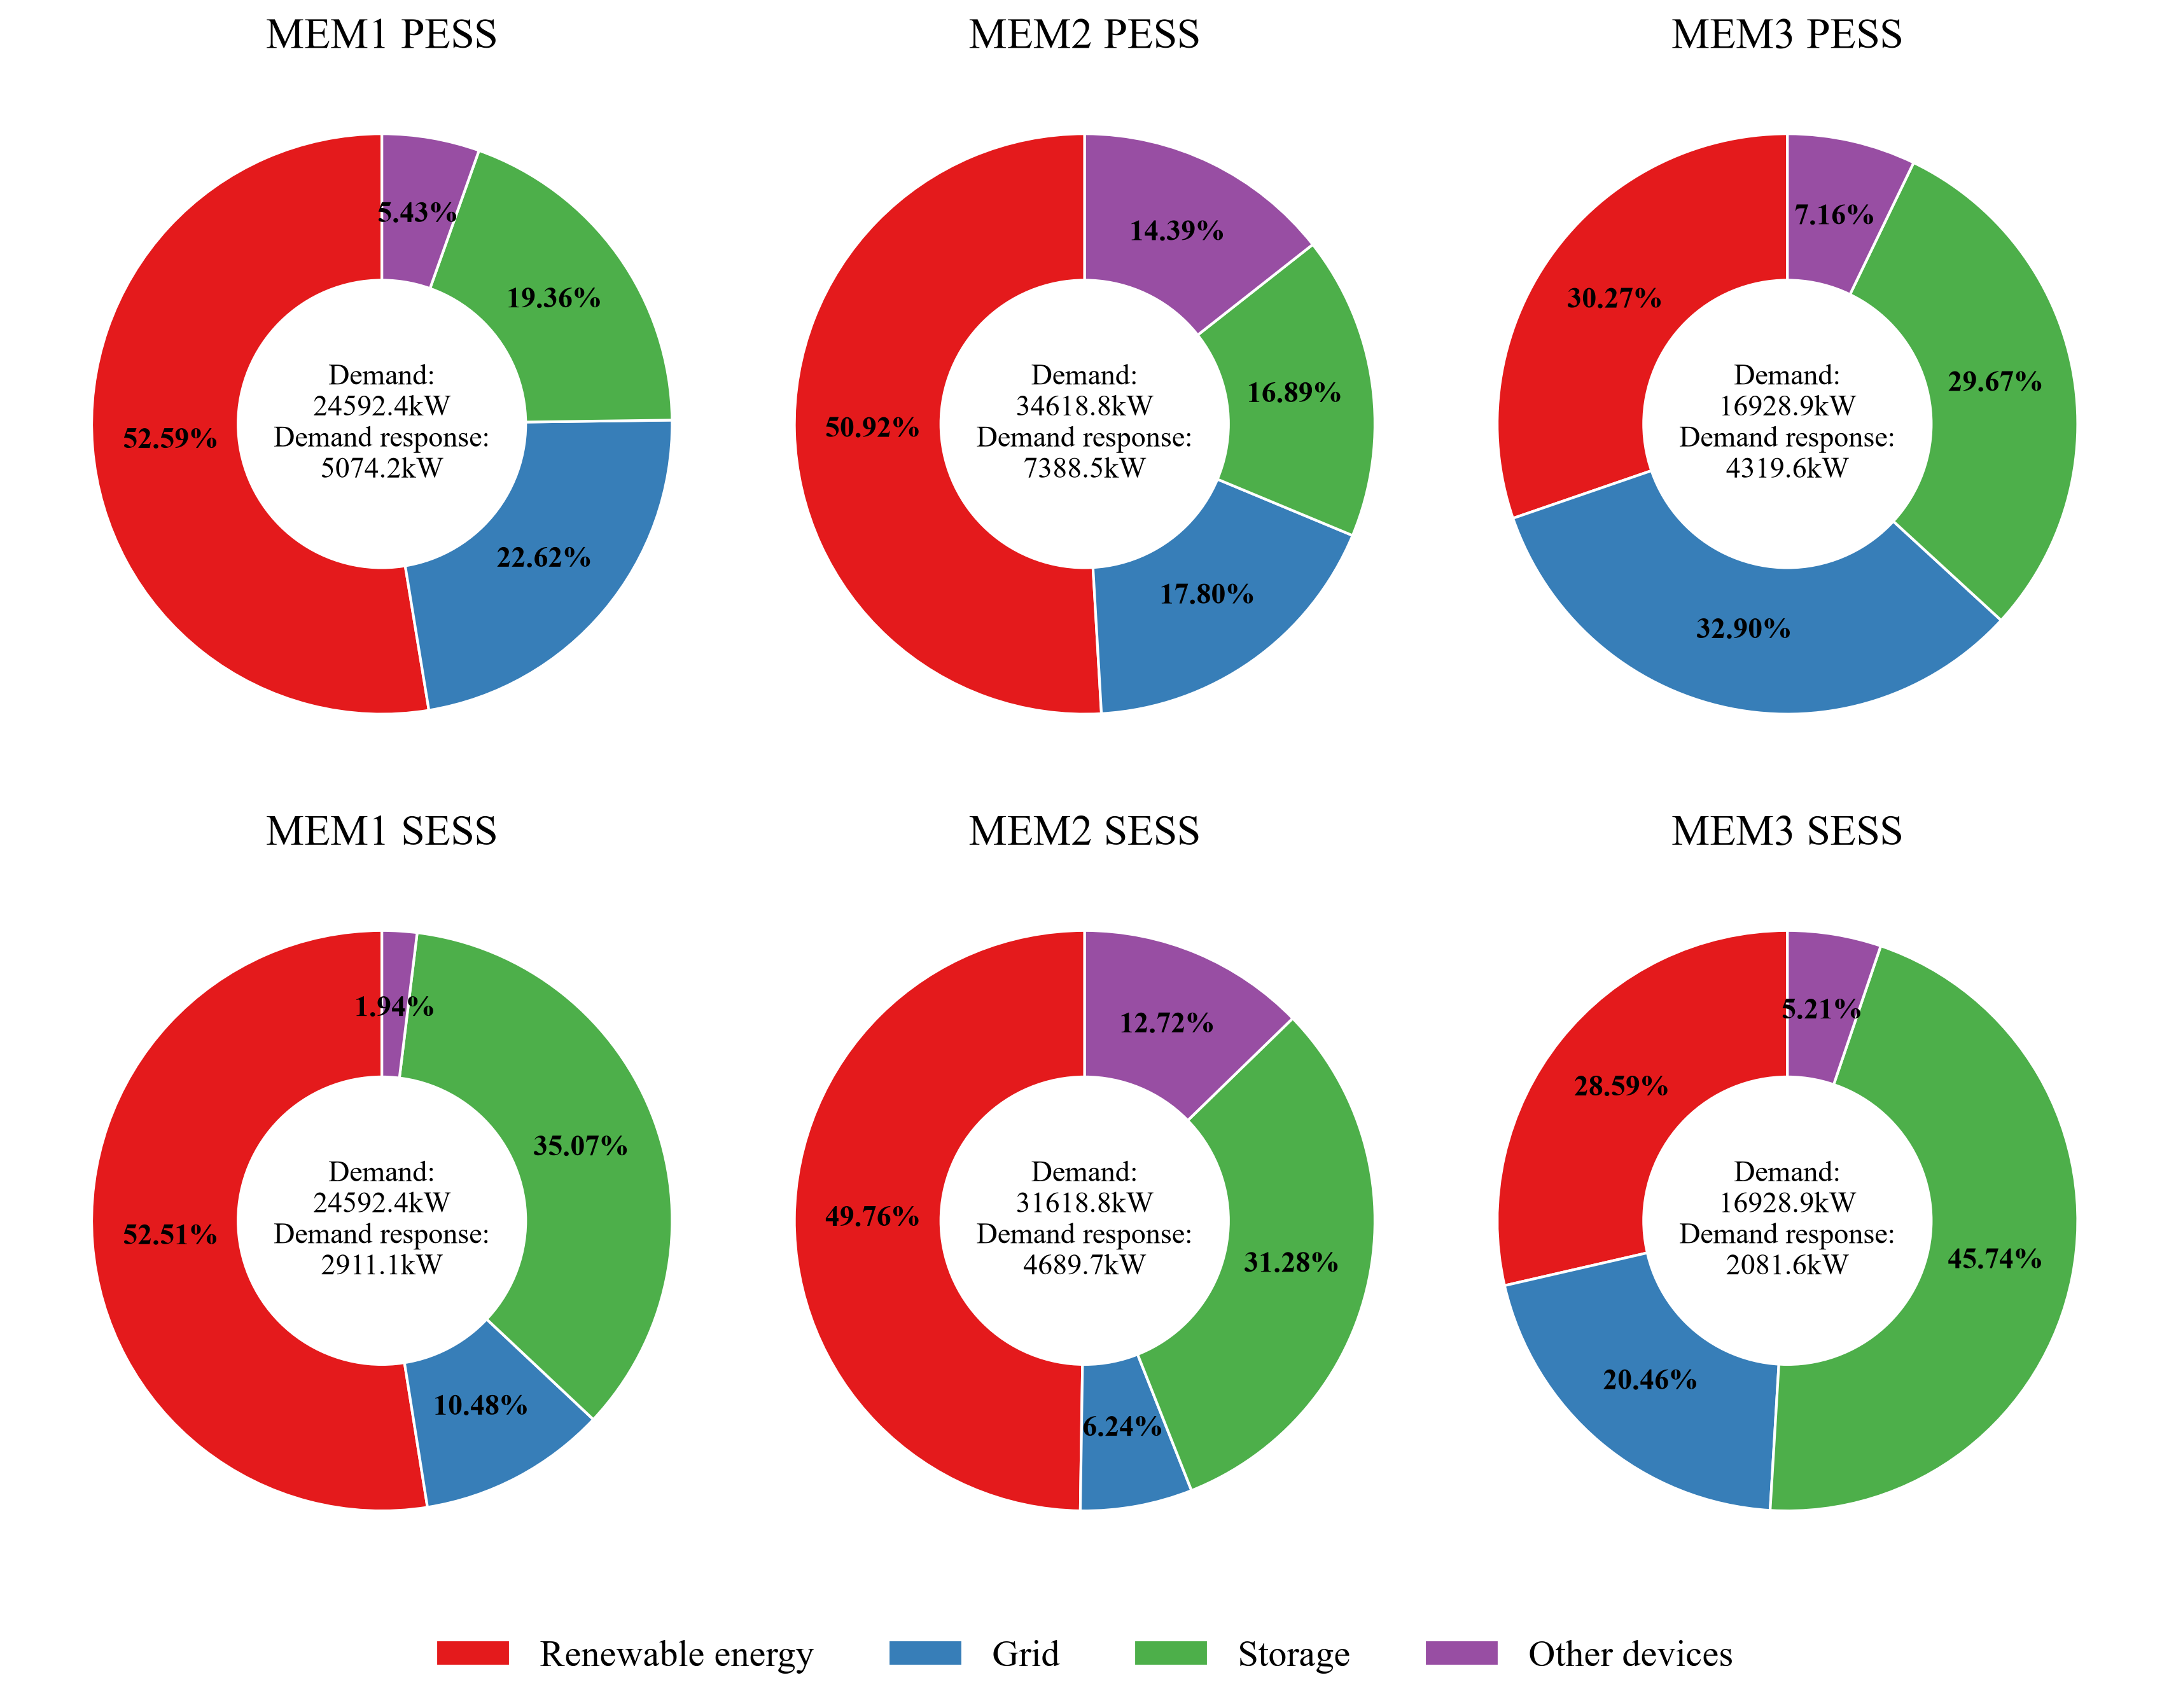 MEM1 PESS
MEM2 PESS
MEM3 PESS
5.43%
19.36%
22.62%
52.59%
Demand:
24592.4kW
Demand response:
5074.2kW
14.39%
16.89%
17.80%
50.92%
Demand:
34618.8kW
Demand response:
7388.5kW
7.16%
29.67%
32.90%
30.27%
Demand:
16928.9kW
Demand response:
4319.6kW
MEM1 SESS
MEM2 SESS
MEM3 SESS
1.94%
35.07%
10.48%
52.51%
Demand:
24592.4kW
Demand response:
2911.1kW
12.72%
31.28%
6.24%
49.76%
Demand:
31618.8kW
Demand response:
4689.7kW
5.21%
45.74%
20.46%
28.59%
Demand:
16928.9kW
Demand response:
2081.6kW
Renewable energy
Grid
Storage
Other devices